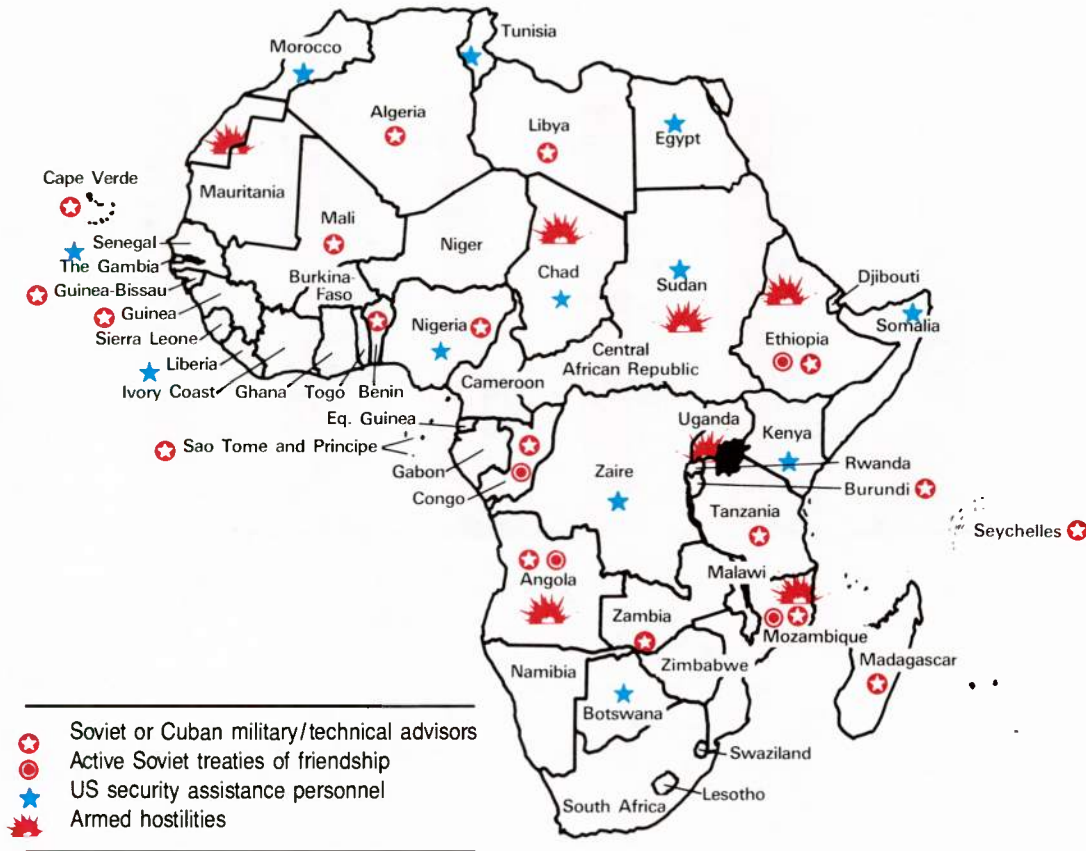 Tunisia
Morocco
Algeria
Libya
Egypt
Cape Verde
Mauritania
Mali
Niger
Chad
Sudan
Senegal
The Gambia
Burkina-
Faso
Guinea-Bissau
Guinea
Sierra Leone
Liberia
Ivory Coast
Ghana
Togo
Benin
Nigeria
Djibouti
Somalia
Ethiopia
Central
African Republic
Cameroon
Eq. Guinea
Sao Tome and Principe
Gabon
Congo
Uganda
Kenya
Zaire
Rwanda
Burundi
Tanzania
Seychelles
Angola
Malawi
Zambia
Mozambique
Madagascar
Namibia
Zimbabwe
Botswana
Swaziland
Lesotho
South Africa
Soviet or Cuban military/technical advisors
Active Soviet treaties of friendship
US security assistance personnel
Armed hostilities